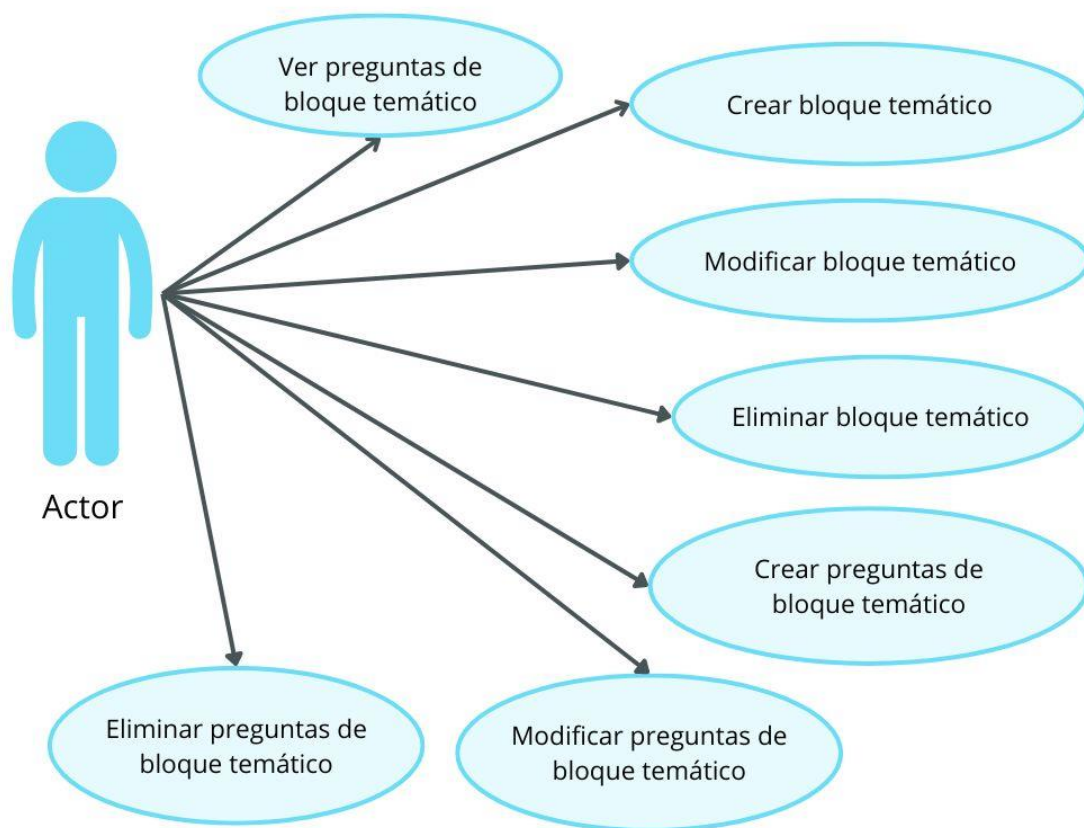 Ver preguntas de
bloque temático
Crear bloque temático
Modificar bloque temático
Eliminar bloque temático
Actor
Crear preguntas de
bloque temático
Eliminar preguntas de
bloque temático
Modificar preguntas de
bloque temático